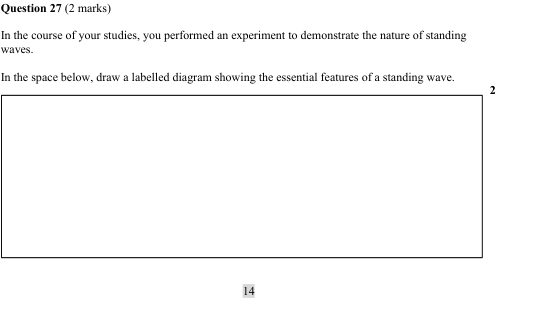 Question 27 (2 marks)
In the course of your studies, you performed an experiment to demonstrate the nature of standing
waves.
In the space below, draw a labelled diagram showing the essential features of a standing wave.
2
14